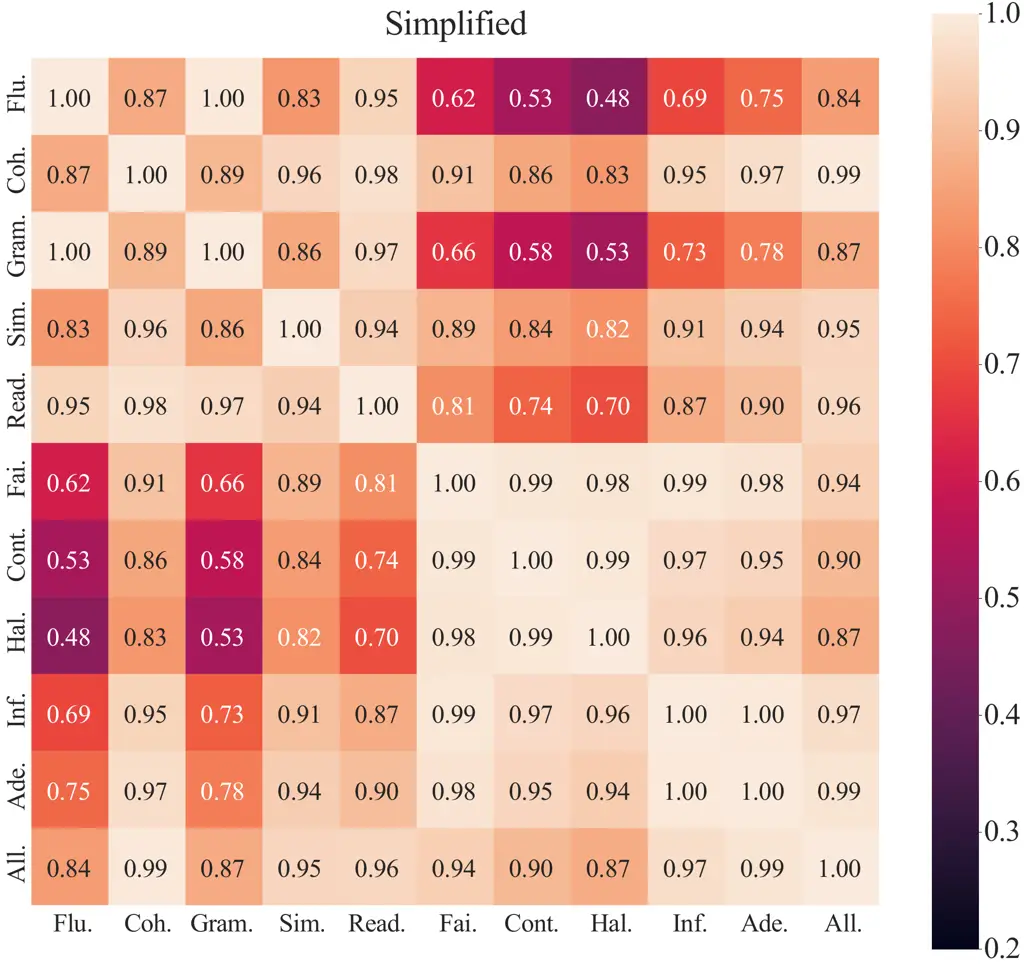 Simplified
Flu. 1.00 0.87 1.00 0.83 0.95 0.62 0.53 0.48 0.69 0.75 0.84
Coh. 0.87 1.00 0.89 0.96 0.98 0.91 0.86 0.83 0.95 0.97 0.99
Gram. 1.00 0.89 1.00 0.86 0.97 0.66 0.58 0.53 0.73 0.78 0.87
Sim. 0.83 0.96 0.86 1.00 0.94 0.89 0.84 0.82 0.91 0.94 0.95
Read. 0.95 0.98 0.97 0.94 1.00 0.81 0.74 0.70 0.87 0.90 0.96
Fai. 0.62 0.91 0.66 0.89 0.81 1.00 0.99 0.98 0.99 0.98 0.94
Cont. 0.53 0.86 0.58 0.84 0.74 0.99 1.00 0.99 0.97 0.95 0.90
Hal. 0.48 0.83 0.53 0.82 0.70 0.98 0.99 1.00 0.96 0.94 0.87
Inf. 0.69 0.95 0.73 0.91 0.87 0.99 0.97 0.96 1.00 1.00 0.97
Ade. 0.75 0.97 0.78 0.94 0.90 0.98 0.95 0.94 1.00 1.00 0.99
All. 0.84 0.99 0.87 0.95 0.96 0.94 0.90 0.87 0.97 0.99 1.00
Flu. Coh. Gram. Sim. Read. Fai. Cont. Hal. Inf. Ade. All.
1.0
0.9
0.8
0.7
0.6
0.5
0.4
0.3
0.2